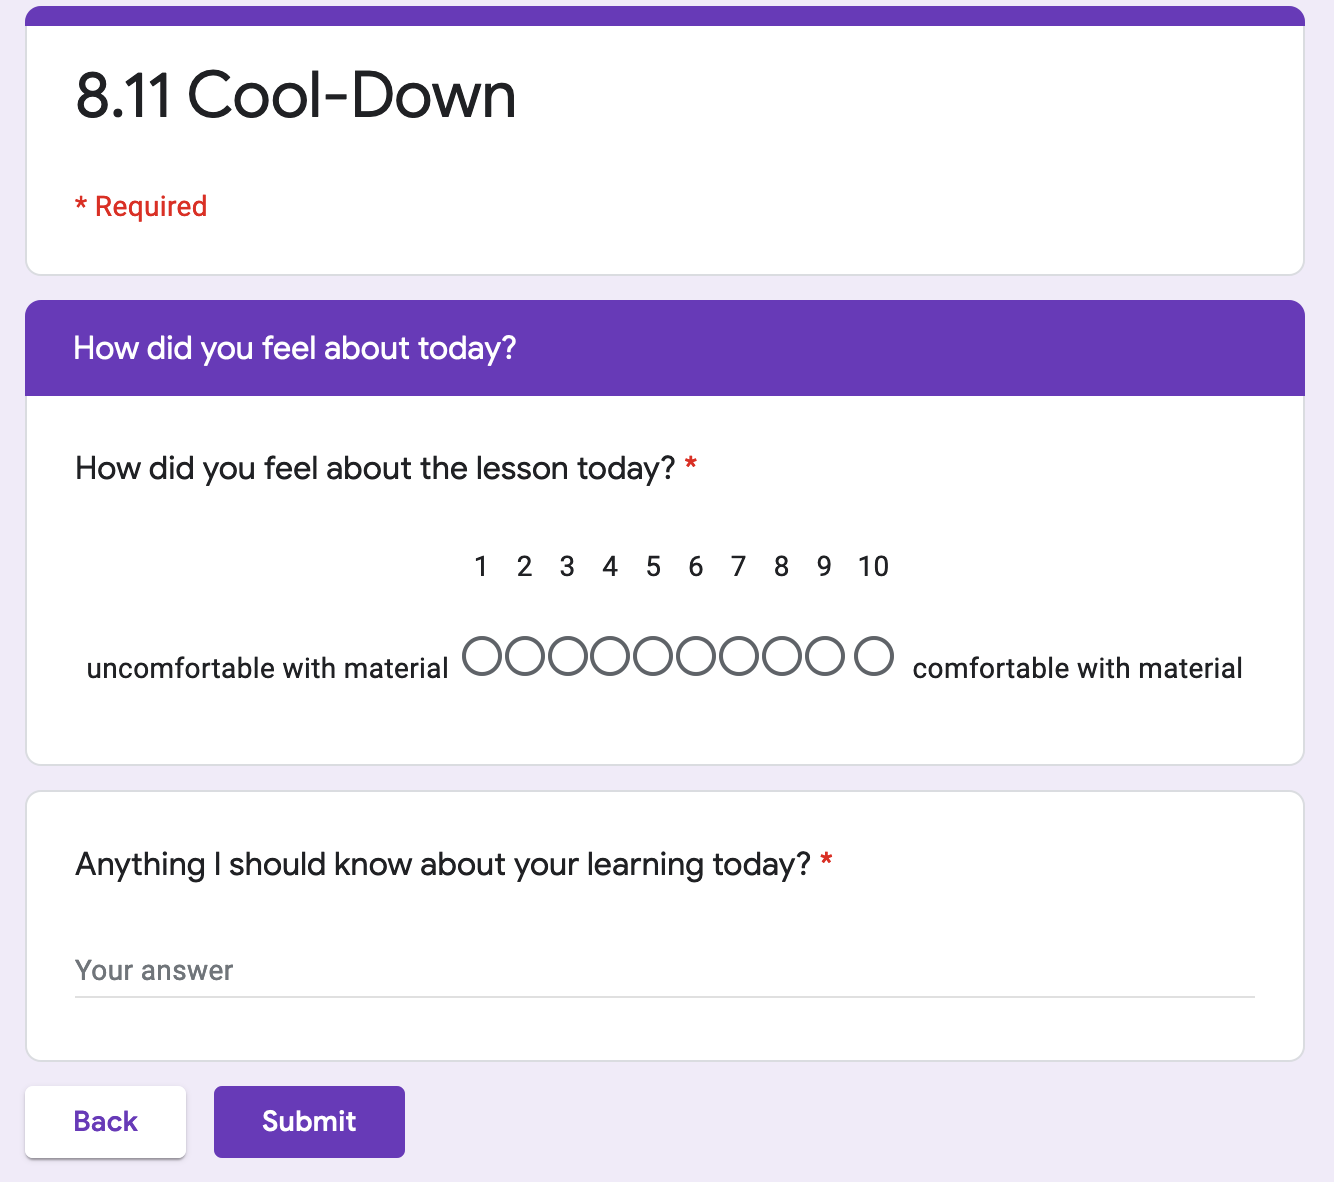 8.11 Cool-Down
* Required
How did you feel about today?
How did you feel about the lesson today? *
1 2 3 4 5 6 7 8 9 10
uncomfortable with material comfortable with material
Anything I should know about your learning today? *
Your answer
Back Submit